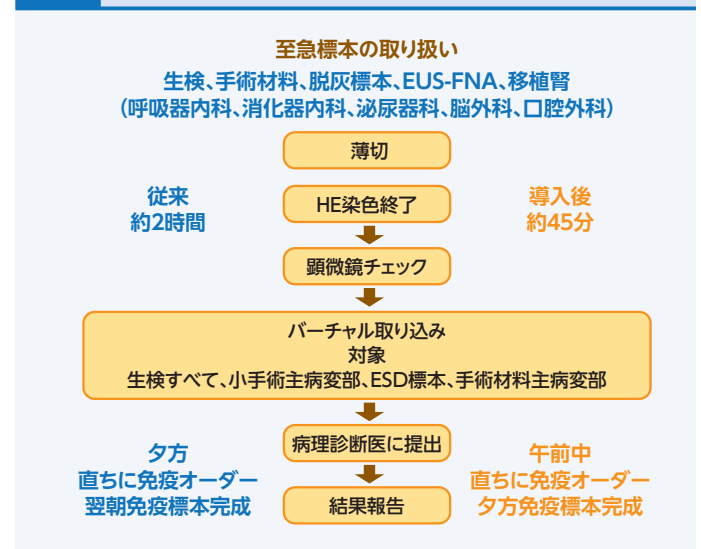 至急標本の取り扱い
生検、手術材料、脱灰標本、EUS-FNA、移植腎
（呼吸器内科、消化器内科、泌尿器科、脳外科、口腔外科）
薄切
従来
約2時間
HE染色終了
導入後
約45分
顕微鏡チェック
バーチャル取り込み
対象
生検すべて、小手術主病変部、ESD標本、手術材料主病変部
病理診断医に提出
夕方
直ちに免疫オーダー
翌朝免疫標本完成
午前中
直ちに免疫オーダー
夕方免疫標本完成
結果報告